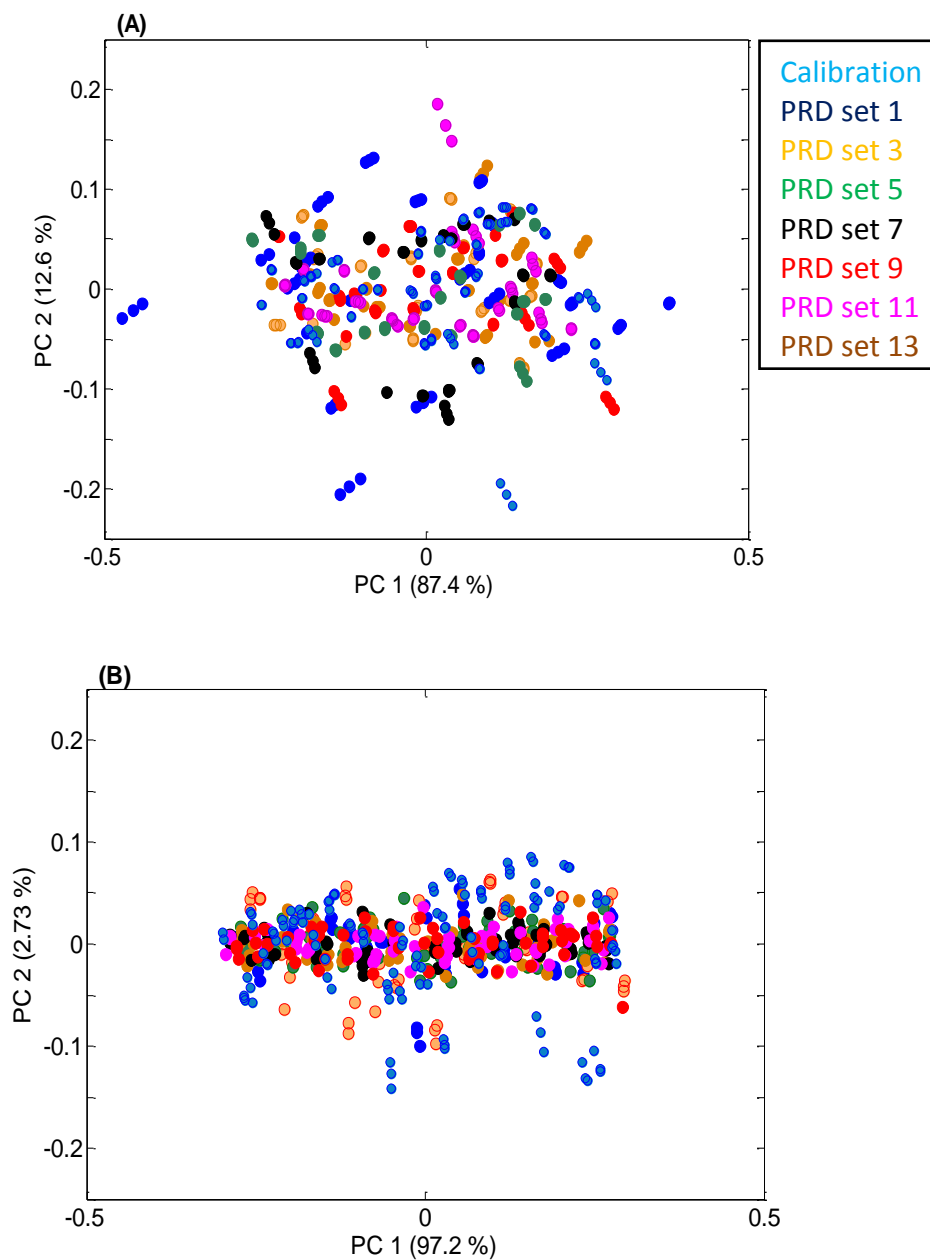 (A)
0.2
0.1
0
-0.1
-0.2
PC 2 (12.6 %)
-0.5
0
0.5
PC 1 (87.4 %)
Calibration
PRD set 1
PRD set 3
PRD set 5
PRD set 7
PRD set 9
PRD set 11
PRD set 13
(B)
0.2
0.1
0
-0.1
-0.2
PC 2 (2.73 %)
-0.5
0
0.5
PC 1 (97.2 %)